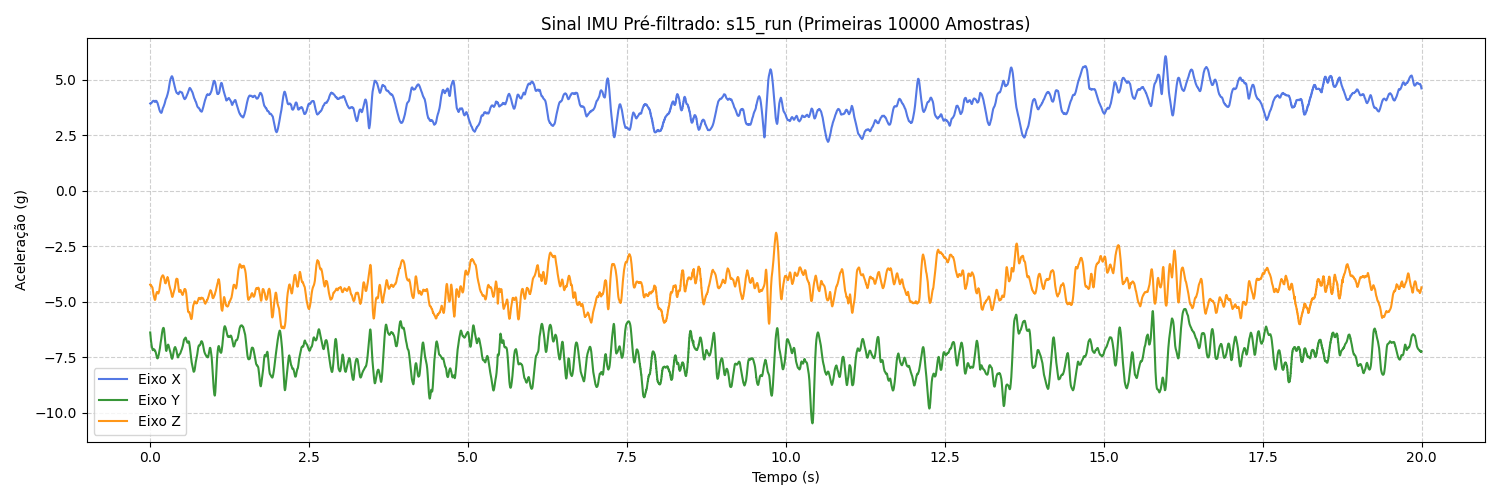 Sinal IMU Pré-filtrado: s15_run (Primeiras 10000 Amostras)
Aceleração (g)
5.0
2.5
0.0
−2.5
−5.0
−7.5
−10.0
Eixo X
Eixo Y
Eixo Z
0.0 2.5 5.0 7.5 10.0 12.5 15.0 17.5 20.0
Tempo (s)